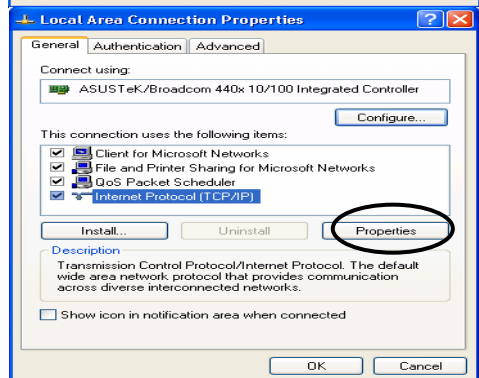 Local Area Connection Properties
General Authentication Advanced
Connect using:
ASUSTeK/Broadcom 440x 10/100 Integrated Controller
Configure...
This connection uses the following items:
Client for Microsoft Networks
File and Printer Sharing for Microsoft Networks
QoS Packet Scheduler
Internet Protocol (TCP/IP)
Install... Uninstall Properties
Description
Transmission Control Protocol/Internet Protocol. The default
wide area network protocol that provides communication
across diverse interconnected networks.
Show icon in notification area when connected
OK Cancel